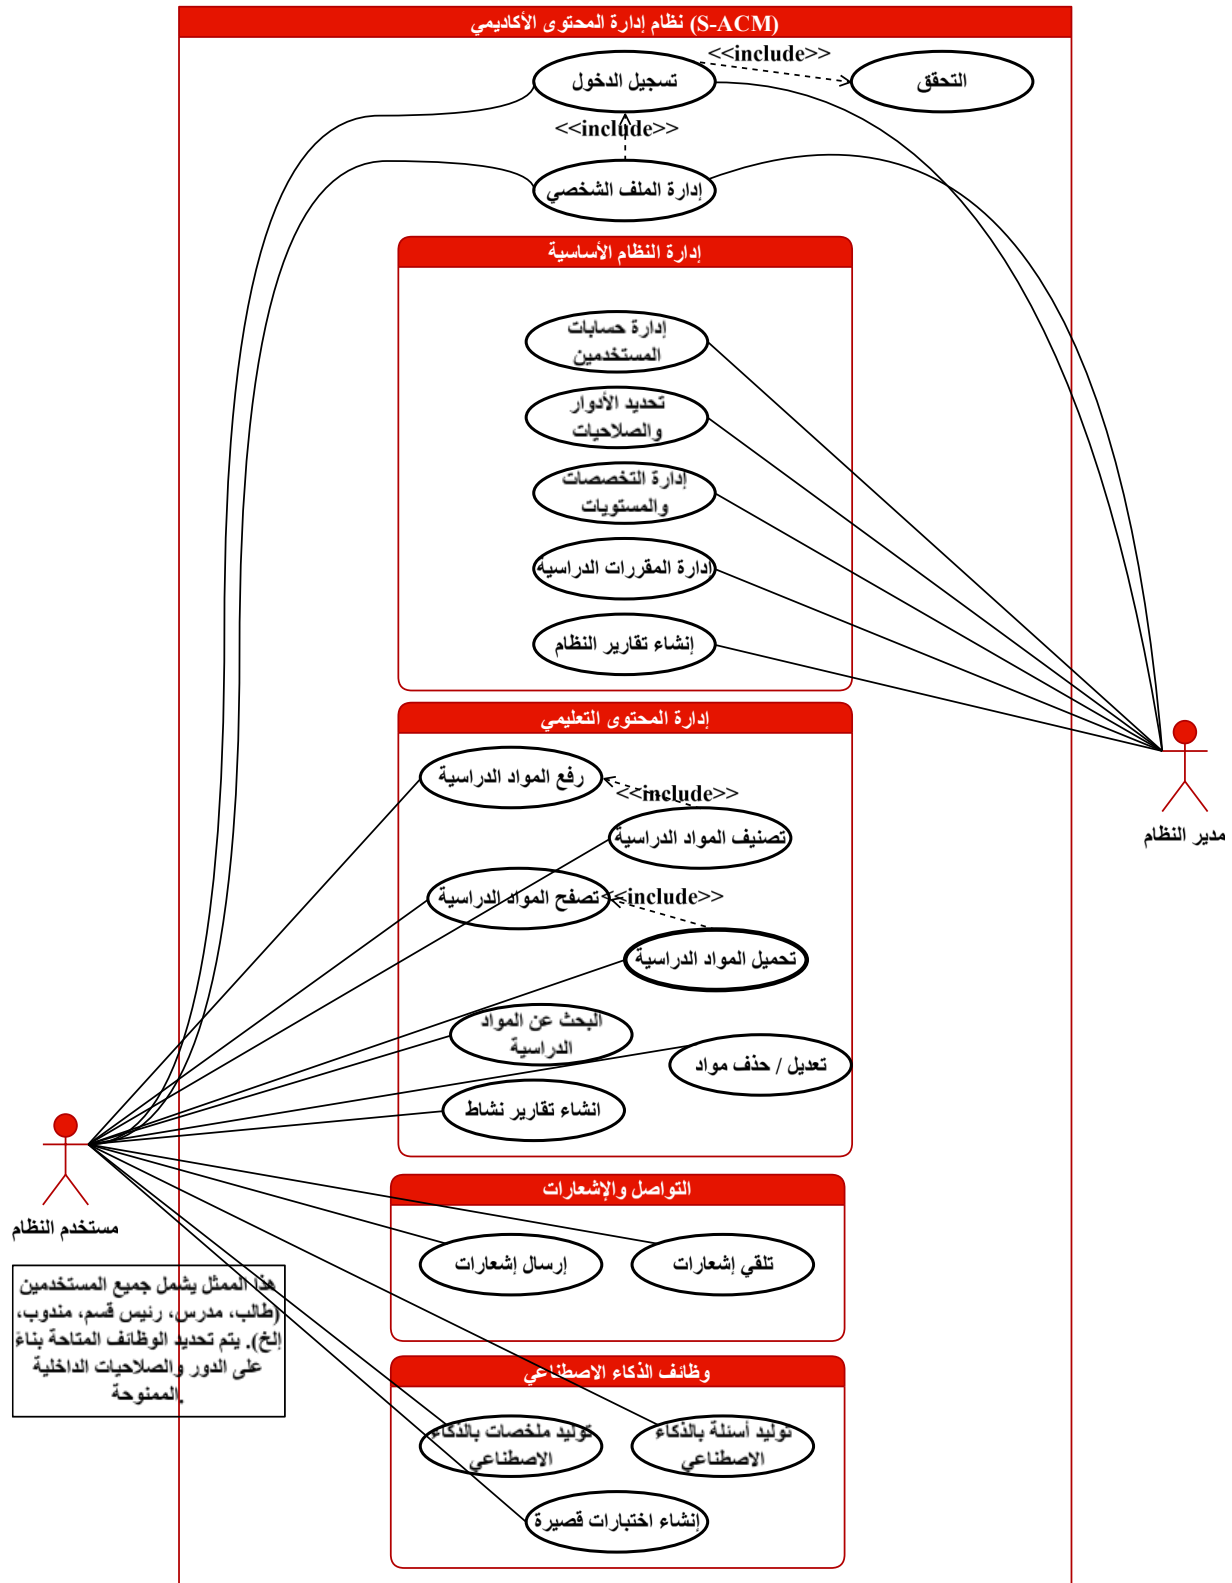 نظام إدارة المحتوى الأكاديمي (S-ACM)
<<include>>
تسجيل الدخول
التحقق
<<include>>
إدارة الملف الشخصي
إدارة النظام الأساسية
إدارة حسابات
المستخدمين
تحديد الأدوار
والصلاحيات
إدارة التخصصات
والمستويات
إدارة المقررات الدراسية
إنشاء تقارير النظام
إدارة المحتوى التعليمي
رفع المواد الدراسية
<<include>>
تصنيف المواد الدراسية
مدير النظام
تصفح المواد الدراسية
<<include>>
تحميل المواد الدراسية
البحث عن المواد
الدراسية
تعديل / حذف مواد
انشاء تقارير نشاط
مستخدم النظام
التواصل والإشعارات
تلقي إشعارات
إرسال إشعارات
هذا الممثل يشمل جميع المستخدمين
(طالب، مدرس، رئيس قسم، مندوب،
إلخ). يتم تحديد الوظائف المتاحة بناءً
على الدور والصلاحيات الداخلية
الممنوحة.
وظائف الذكاء الاصطناعي
توليد أسئلة بالذكاء
الاصطناعي
توليد ملخصات بالذكاء
الاصطناعي
إنشاء اختبارات قصيرة